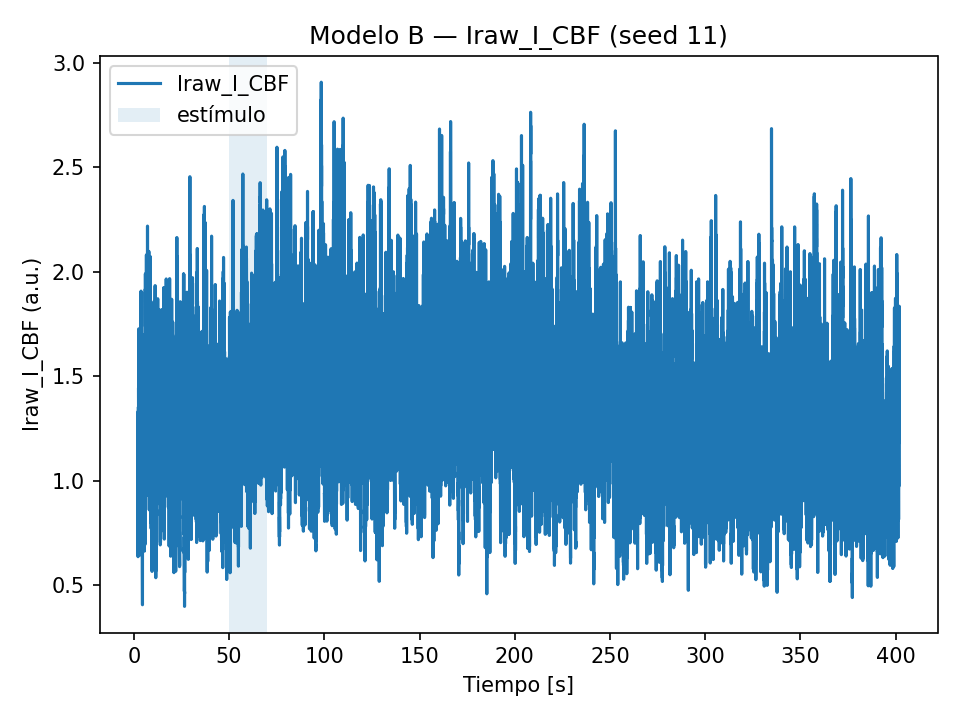 Modelo B — Iraw_I_CBF (seed 11)
Iraw_I_CBF
estímulo
Iraw_I_CBF (a.u.)
3.0
2.5
2.0
1.5
1.0
0.5
0 50 100 150 200 250 300 350 400
Tiempo [s]